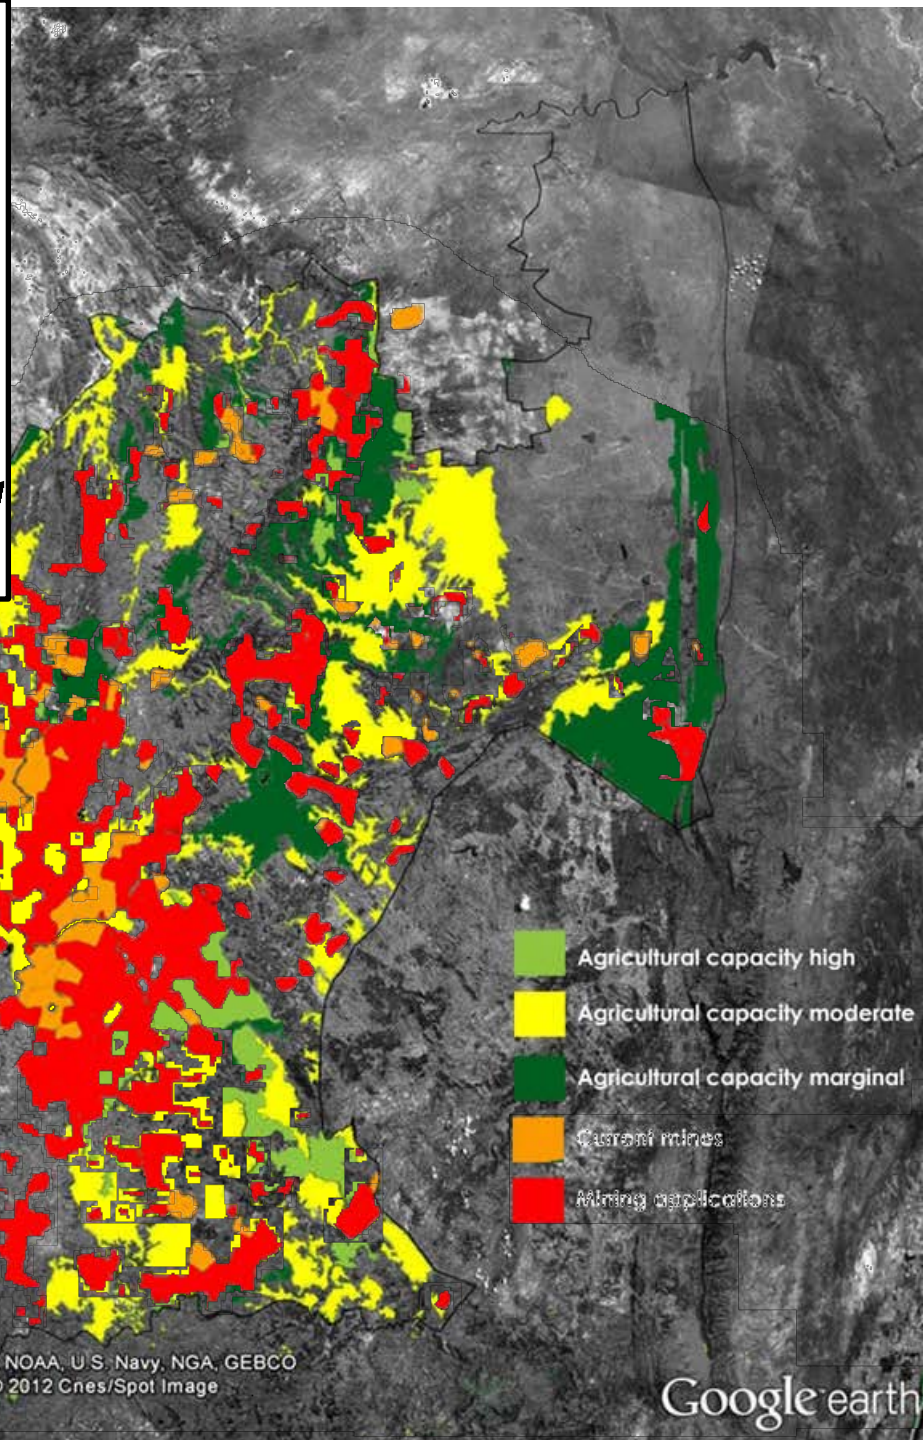 Agricultural capacity high
Agricultural capacity moderate
Agricultural capacity marginal
Current mines
Mining applications
NOAA, U.S. Navy, NGA, GEBCO
2012 Cnes/Spot Image
Google earth